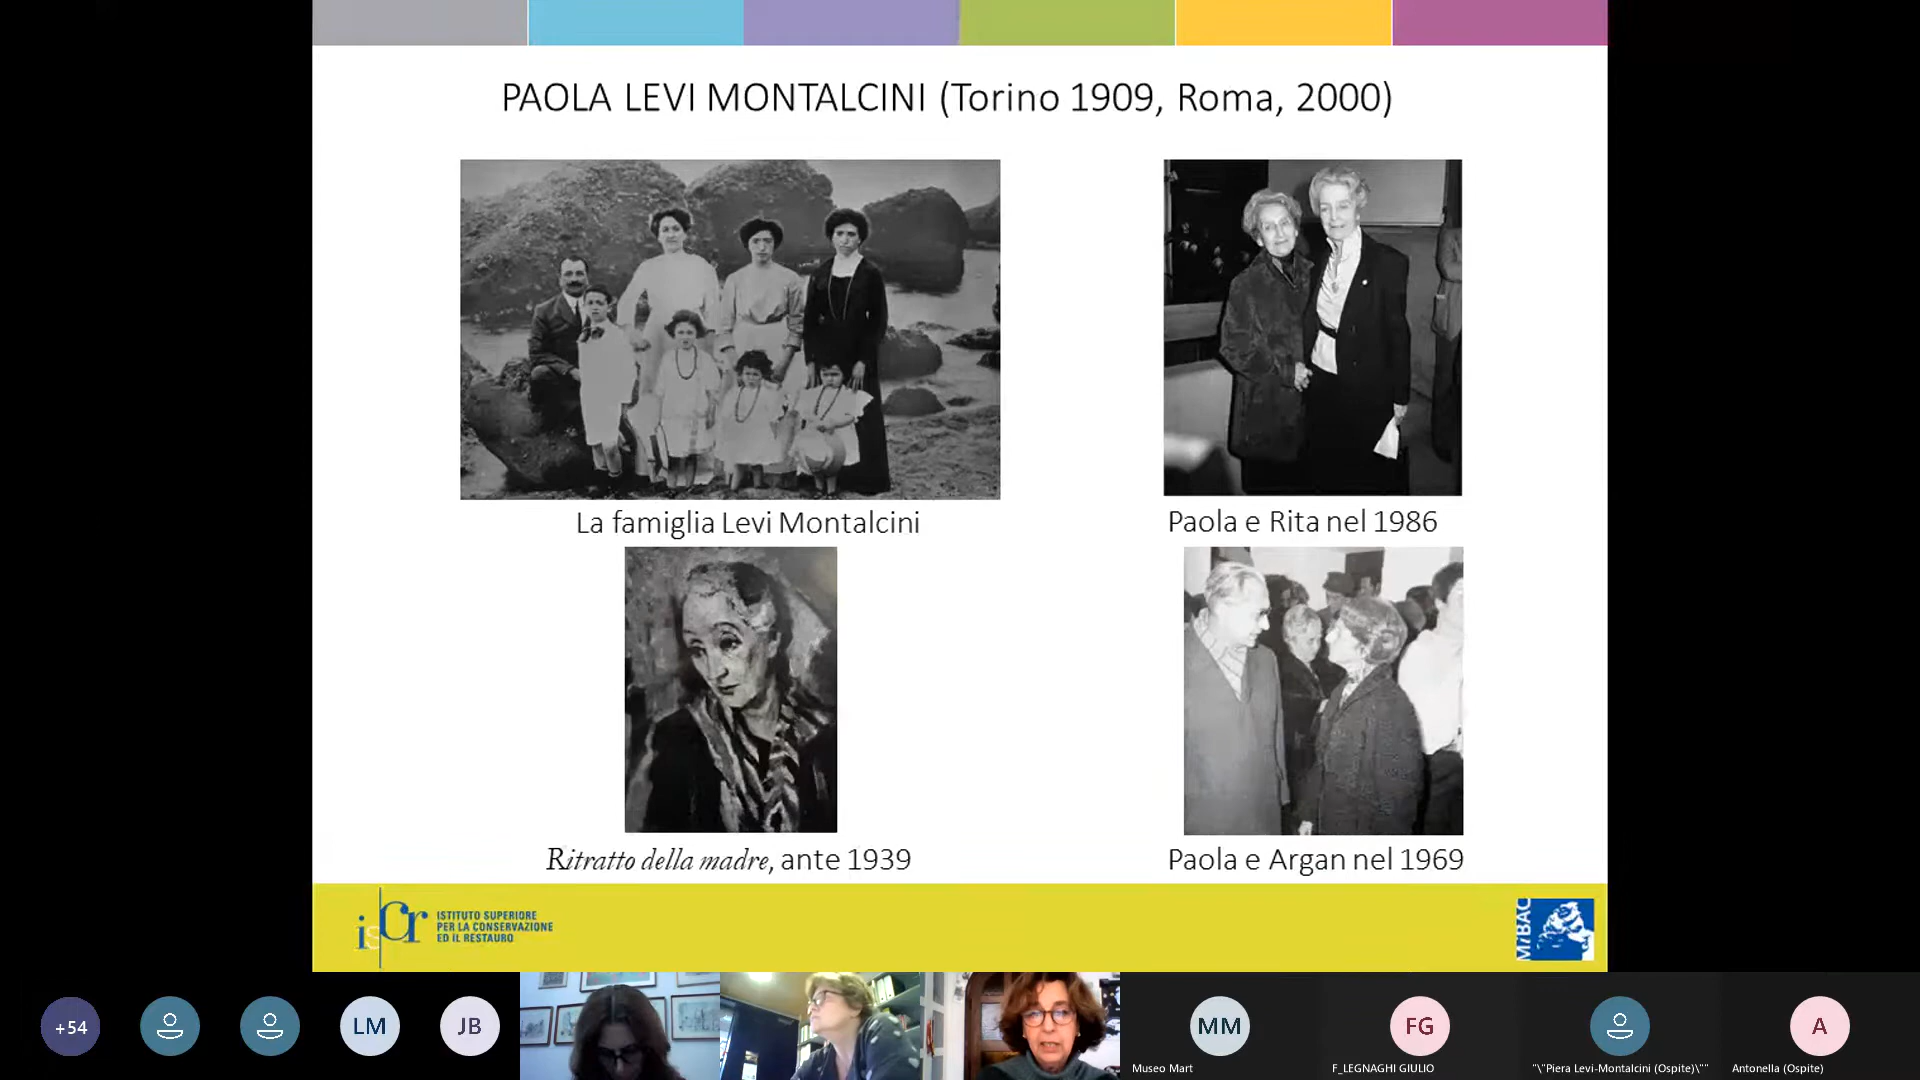 PAOLA LEVI MONTALCINI (Torino 1909, Roma, 2000)
La famiglia Levi Montalcini
Paola e Rita nel 1986
Ritratto della madre, ante 1939
Paola e Argan nel 1969
isCr
ISTITUTO SUPERIORE
PER LA CONSERVAZIONE
ED IL RESTAURO
MiBAC
+54
LM
JB
MM
FG
A
Museo Mart
F_LEGNAGHI GIULIO
"\"Piera Levi-Montalcini (Ospite)\""
Antonella (Ospite)